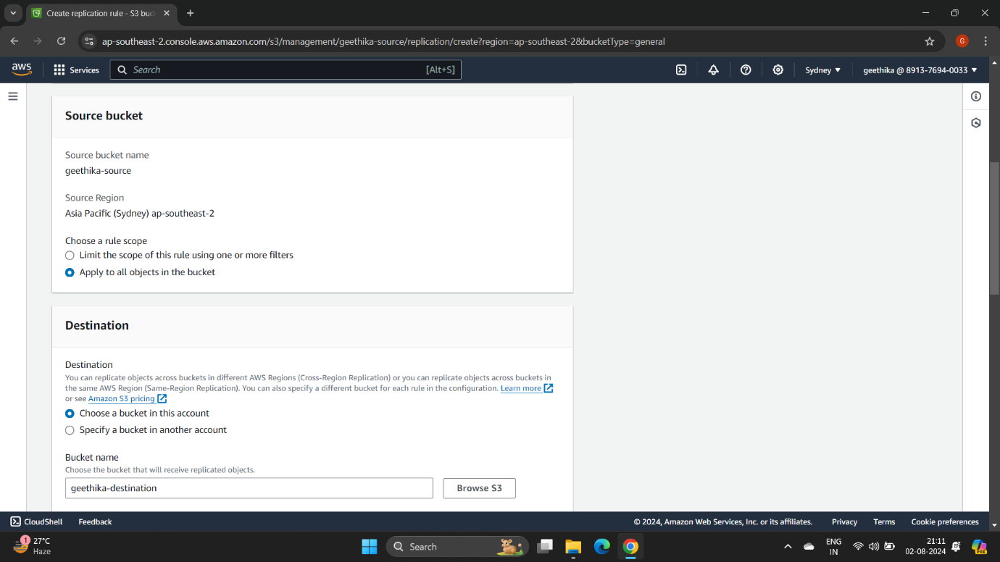 Create replication rule - S3 buc
ap-southeast-2.console.aws.amazon.com/s3/management/geethika-source/replication/create?region=ap-southeast-2&bucketType=general
G
aws
Services
Search
[Alt+S]
Sydney
geethika @ 8913-7694-0033
Source bucket
Source bucket name
geethika-source
Source Region
Asia Pacific (Sydney) ap-southeast-2
Choose a rule scope
Limit the scope of this rule using one or more filters
Apply to all objects in the bucket
Destination
Destination
You can replicate objects across buckets in different AWS Regions (Cross-Region Replication) or you can replicate objects across buckets in
the same AWS Region (Same-Region Replication). You can also specify a different bucket for each rule in the configuration. Learn more
or see Amazon S3 pricing
Choose a bucket in this account
Specify a bucket in another account
Bucket name
Choose the bucket that will receive replicated objects.
geethika-destination
Browse S3
CloudShell
Feedback
© 2024, Amazon Web Services, Inc. or its affiliates.
Privacy
Terms
Cookie preferences
1
27°C
Haze
Search
ENG
IN
21:11
02-08-2024
PRE